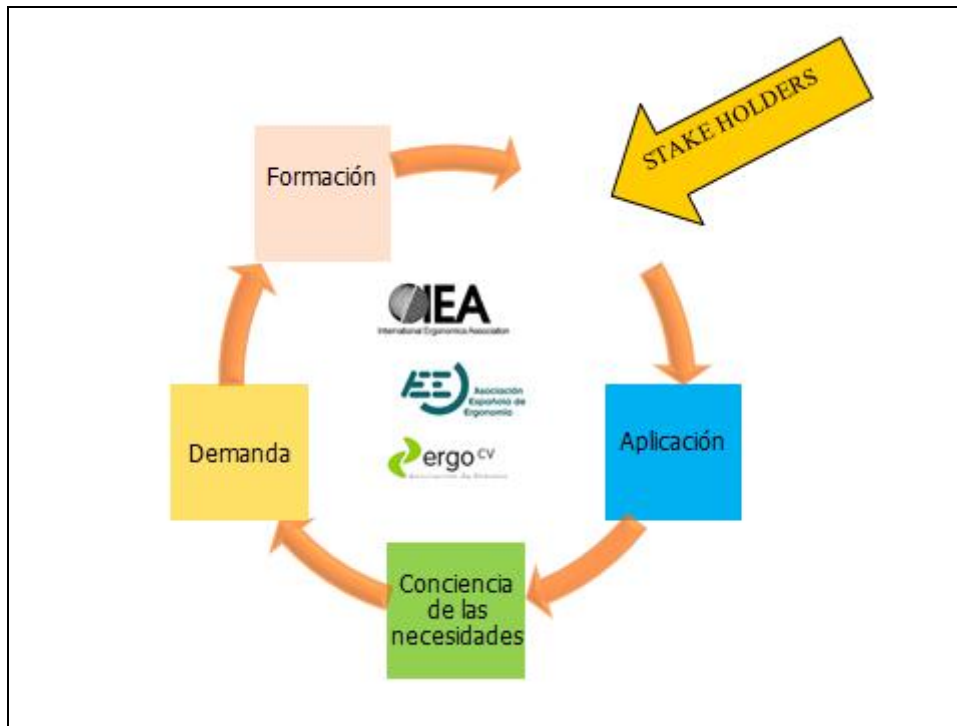 STAKE HOLDERS
Formación
IEA
International Ergonomics Association
Asociación
Española de
Ergonomía
Demanda
Aplicación
ergo CV
Conciencia
de las
necesidades